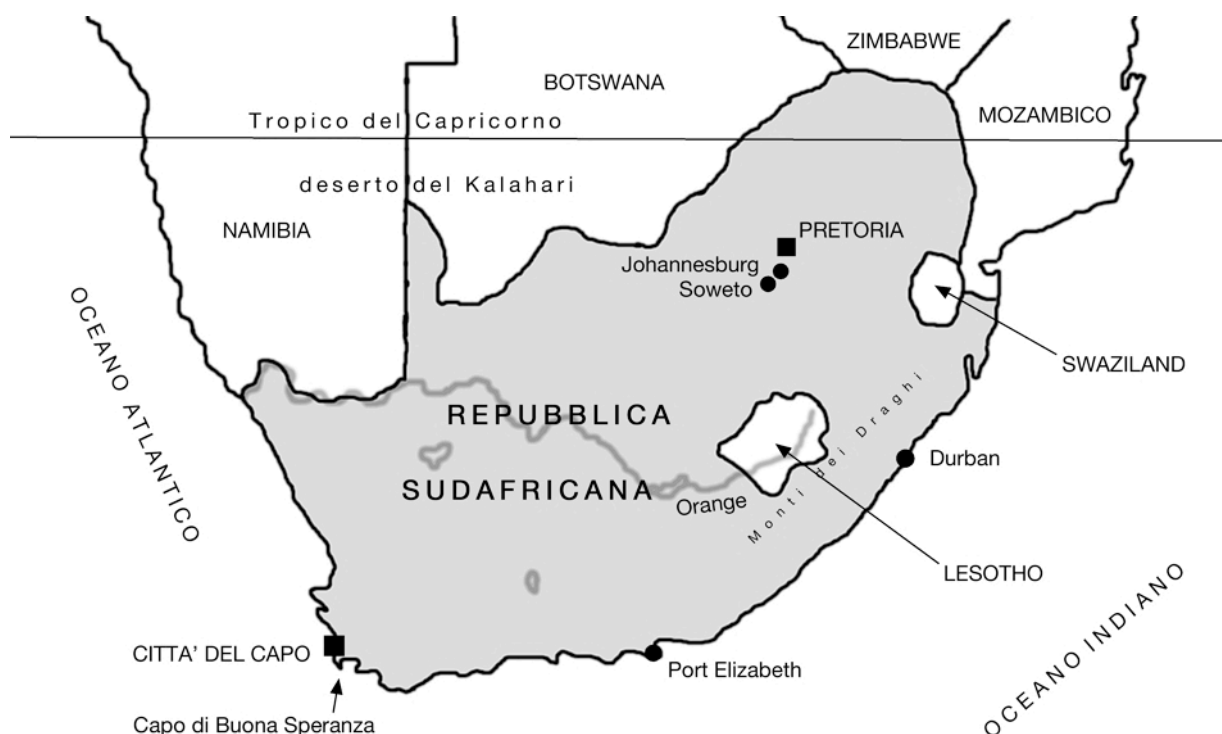 ZIMBABWE
BOTSWANA
MOZAMBICO
Tropico del Capricorno
deserto del Kalahari
NAMIBIA
PRETORIA
Johannesburg
Soweto
OCEANO ATLANTICO
SWAZILAND
REPUBBLICA
SUDAFRICANA
Monti dei Draghi
Durban
Orange
LESOTHO
OCEANO INDIANO
CITTA' DEL CAPO
Port Elizabeth
Capo di Buona Speranza